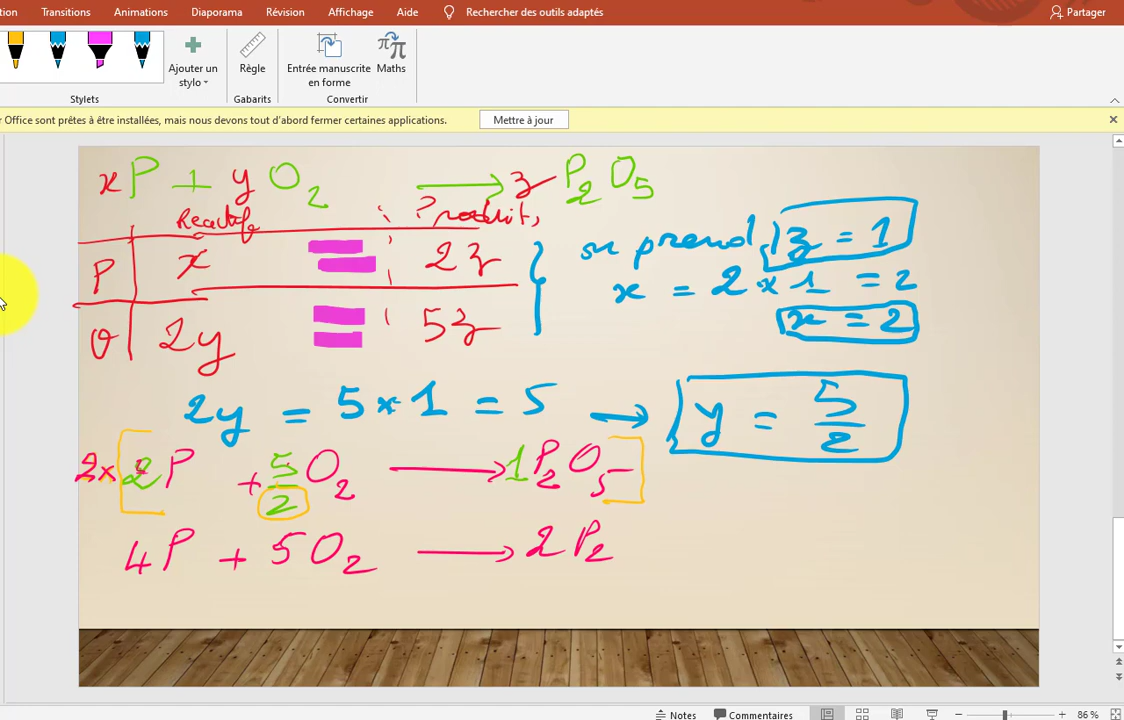 tion Transitions Animations Diaporama Révision Affichage Aide Rechercher des outils adaptés Partager
Ajouter un stylo
Règle
Entrée manuscrite en forme
Maths
Stylets Gabarits Convertir
r Office sont prêtes à être installées, mais nous devons tout d'abord fermer certaines applications. Mettre à jour
xP + yO2 → zP2O5
Reactifs Produits
P x = 2z
O 2y = 5z
on prend z = 1
x = 2 * 1 = 2
x = 2
2y = 5 * 1 = 5 → y = 5/2
2 x 2P + 5/2 O2 → 1P2O5
4P + 5O2 → 2P2
Notes Commentaires 86 %